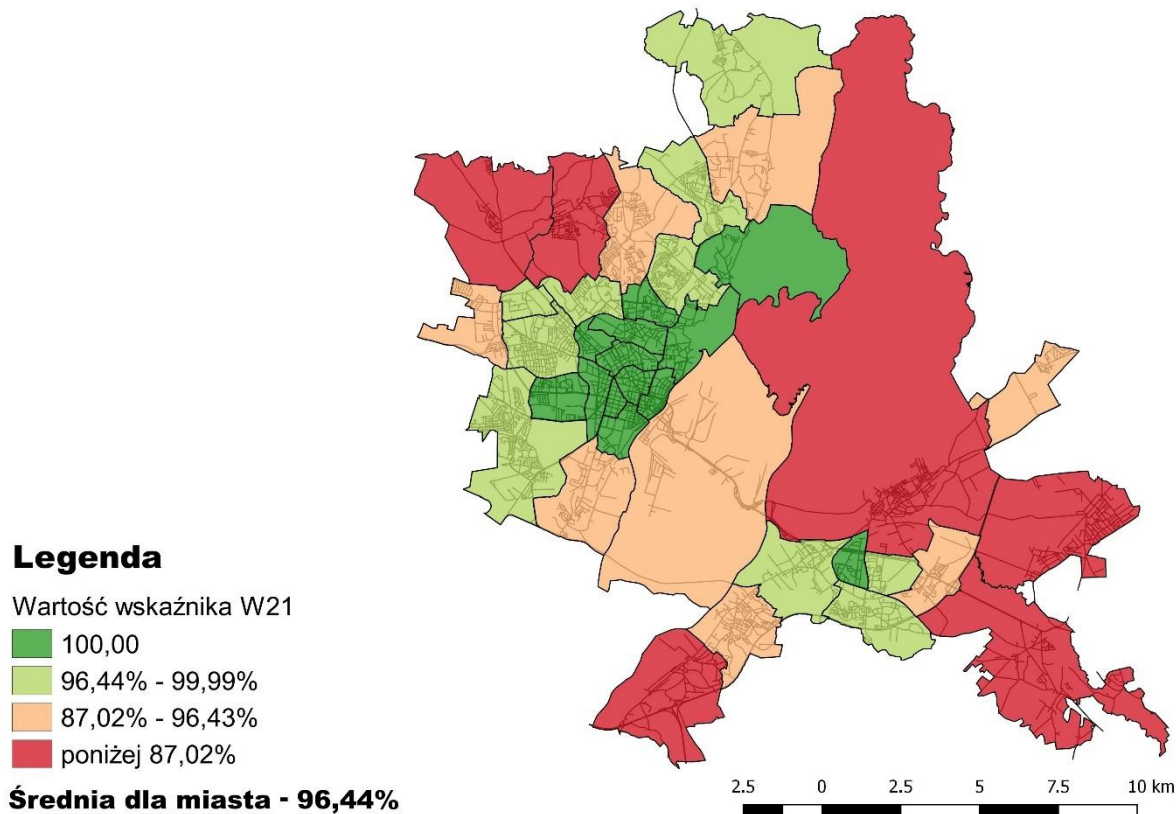 Legenda
Wartość wskaźnika W21
100,00
96,44% - 99,99%
87,02% - 96,43%
poniżej 87,02%
Średnia dla miasta - 96,44%
2.5 0 2.5 5 7.5 10 km